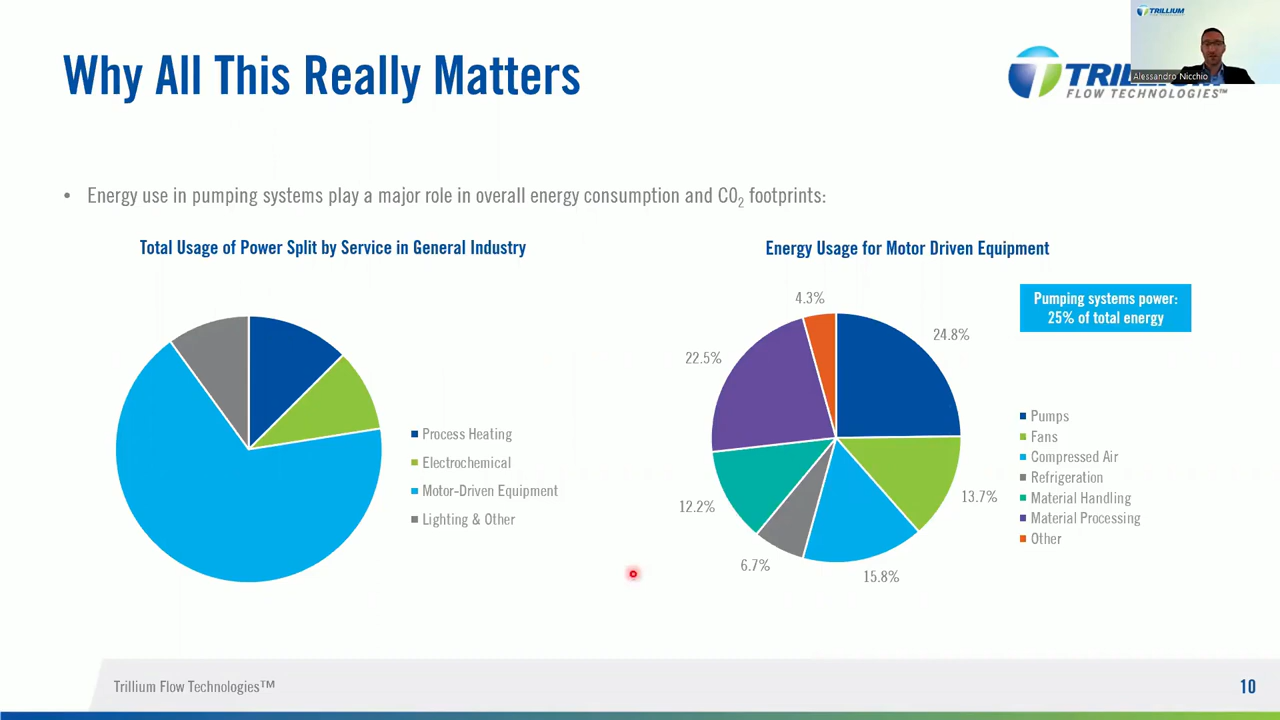 Why All This Really Matters
TRILLIUM
Alessandro Nicchio
FLOW TECHNOLOGIES™
• Energy use in pumping systems play a major role in overall energy consumption and CO₂ footprints:
Total Usage of Power Split by Service in General Industry
Process Heating
Electrochemical
Motor-Driven Equipment
Lighting & Other
Energy Usage for Motor Driven Equipment
Pumping systems power:
25% of total energy
4.3%
24.8%
22.5%
13.7%
12.2%
6.7%
15.8%
Pumps
Fans
Compressed Air
Refrigeration
Material Handling
Material Processing
Other
Trillium Flow Technologies™
10